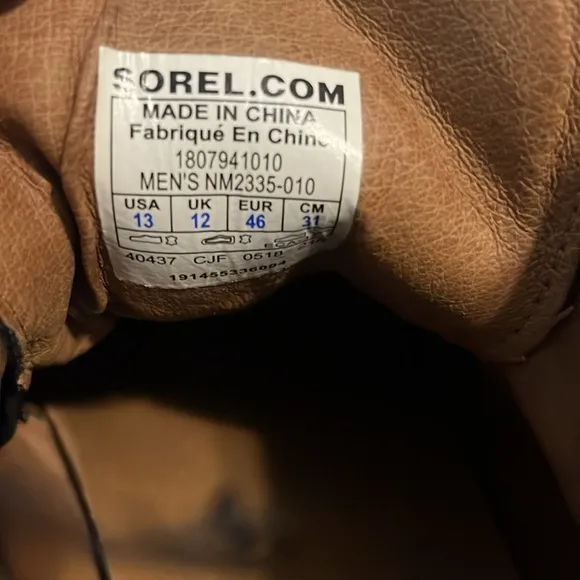 SOREL.COM
MADE IN CHINA
Fabriqué En Chine
1807941010
MEN'S NM2335-010
USA UK EUR CM
13 12 46 31
40437 CJF 0518